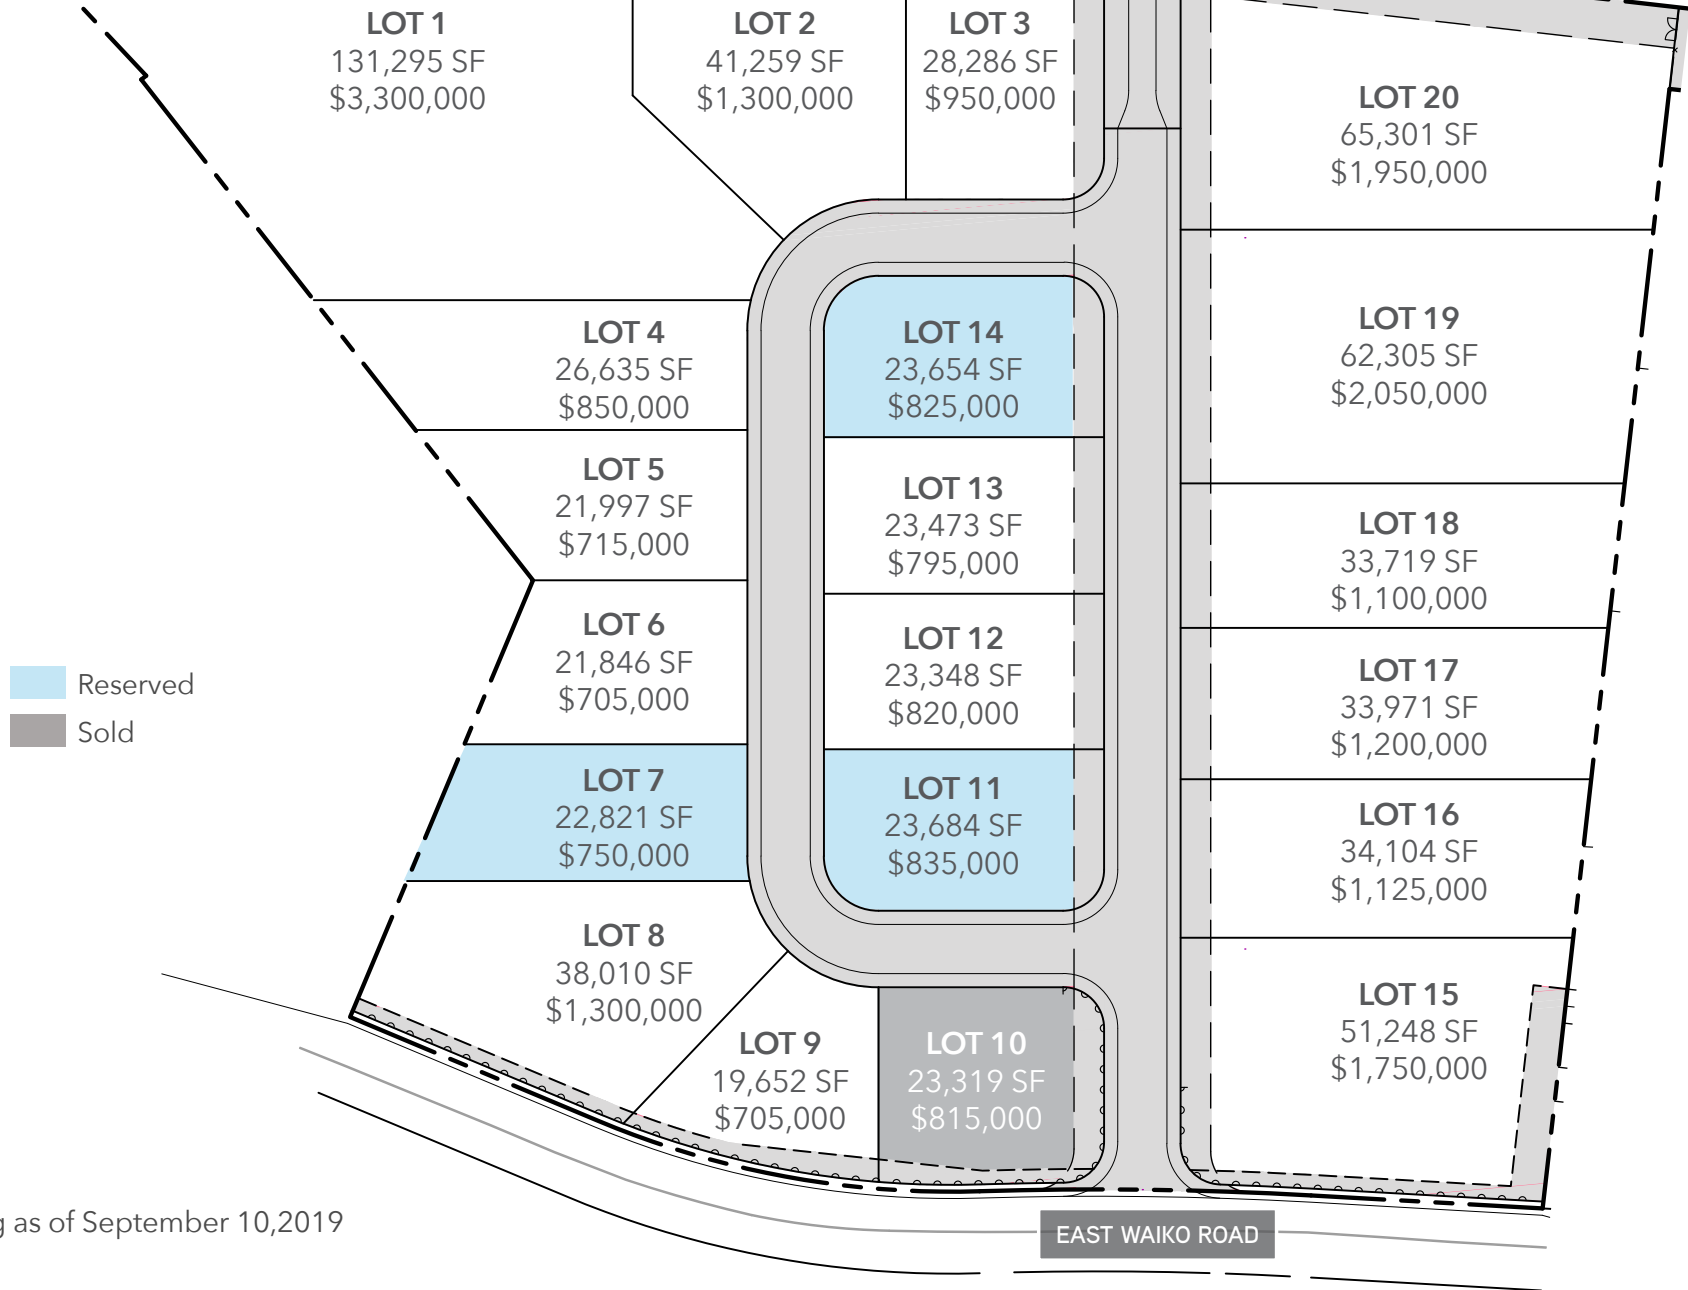 LOT 1
131,295 SF
$3,300,000
LOT 2
41,259 SF
$1,300,000
LOT 3
28,286 SF
$950,000
LOT 20
65,301 SF
$1,950,000
LOT 4
26,635 SF
$850,000
LOT 14
23,654 SF
$825,000
LOT 19
62,305 SF
$2,050,000
LOT 5
21,997 SF
$715,000
LOT 13
23,473 SF
$795,000
LOT 18
33,719 SF
$1,100,000
LOT 6
21,846 SF
$705,000
LOT 12
23,348 SF
$820,000
LOT 17
33,971 SF
$1,200,000
Reserved
Sold
LOT 7
22,821 SF
$750,000
LOT 11
23,684 SF
$835,000
LOT 16
34,104 SF
$1,125,000
LOT 8
38,010 SF
$1,300,000
LOT 9
19,652 SF
$705,000
LOT 10
23,319 SF
$815,000
LOT 15
51,248 SF
$1,750,000
as of September 10,2019
EAST WAIKO ROAD